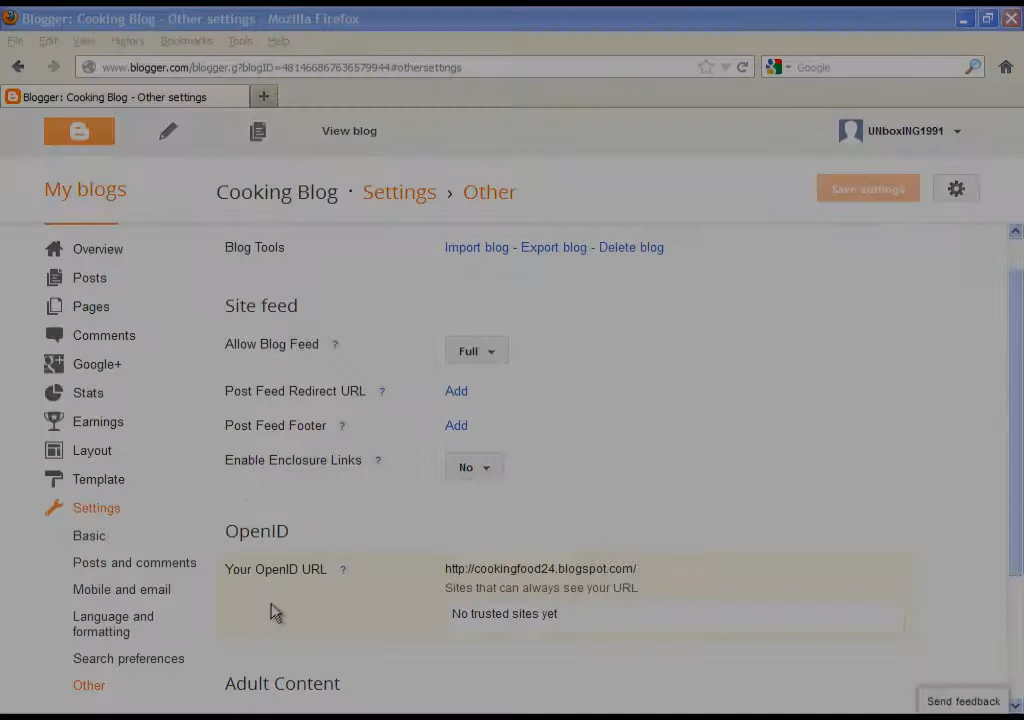 Blogger: Cooking Blog - Other settings - Mozilla Firefox
File Edit View History Bookmarks Tools Help
www.blogger.com/blogger.g?blogID=481466867636579944#othersettings
Google
Blogger: Cooking Blog - Other settings
View blog
UNboxING1991
My blogs
Cooking Blog · Settings › Other
Save settings
Overview
Posts
Pages
Comments
Google+
Stats
Earnings
Layout
Template
Settings
Basic
Posts and comments
Mobile and email
Language and
formatting
Search preferences
Other
Blog Tools
Import blog - Export blog - Delete blog
Site feed
Allow Blog Feed ?
Full
Post Feed Redirect URL ?
Add
Post Feed Footer ?
Add
Enable Enclosure Links ?
No
OpenID
Your OpenID URL ?
http://cookingfood24.blogspot.com/
Sites that can always see your URL
No trusted sites yet
Adult Content
Send feedback